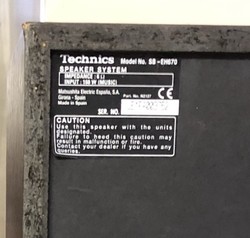 Technics Model No. SB-EH670
SPEAKER SYSTEM
IMPEDANCE : 6 Ω
INPUT : 100 W (MUSIC)
Matsushita Electric España, S.A.
Girona - Spain
Made in Spain
SER. NO.
CAUTION
Use this speaker with the units
designated.
Failure to heed this caution may
result in malfunction or fire.
Contact your dealer if you have any
queries.